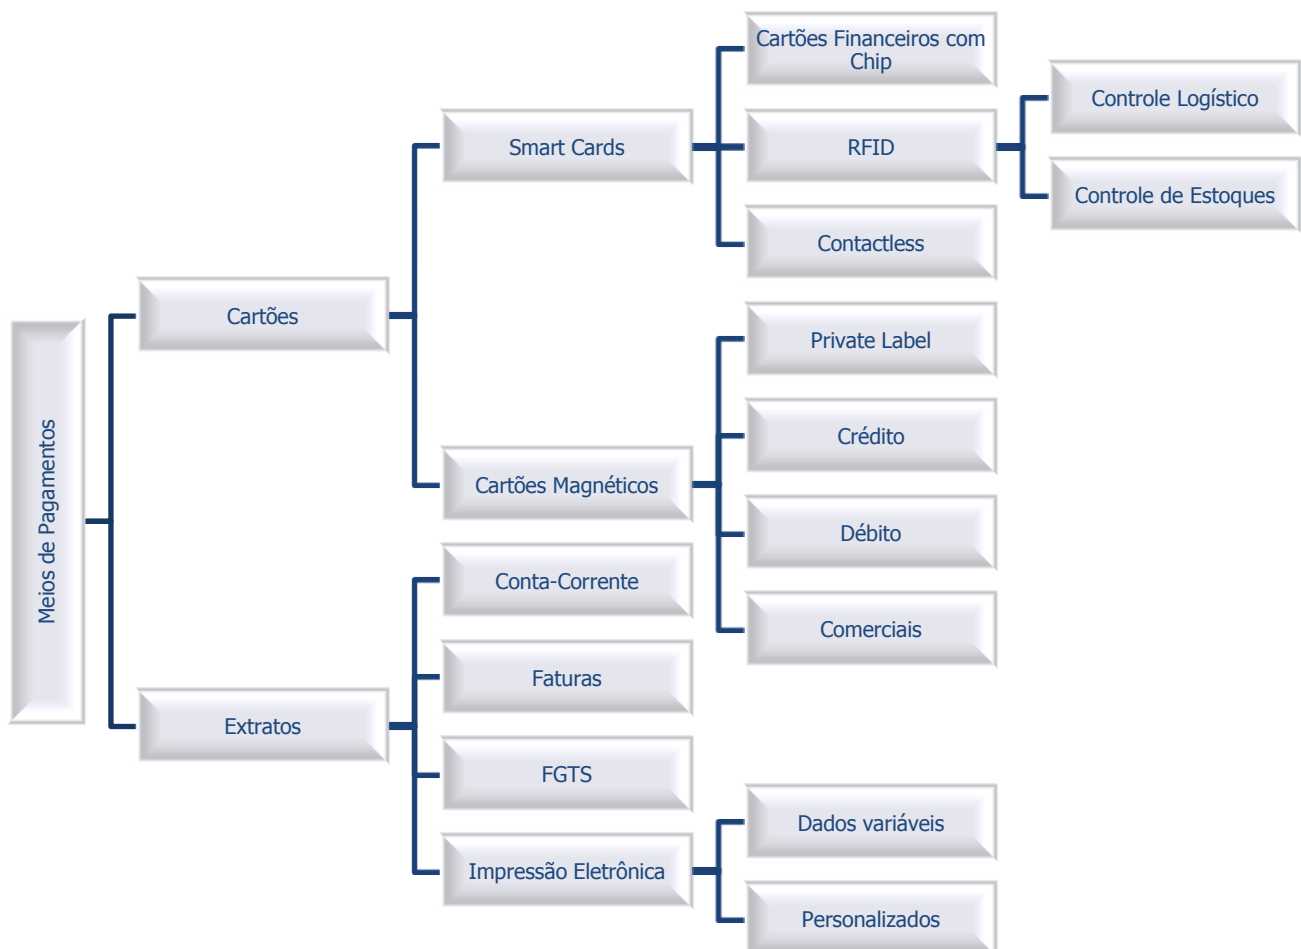 Meios de Pagamentos
Cartões
Smart Cards
Cartões Financeiros com
Chip
RFID
Controle Logístico
Controle de Estoques
Contactless
Cartões Magnéticos
Private Label
Crédito
Débito
Comerciais
Extratos
Conta-Corrente
Faturas
FGTS
Impressão Eletrônica
Dados variáveis
Personalizados